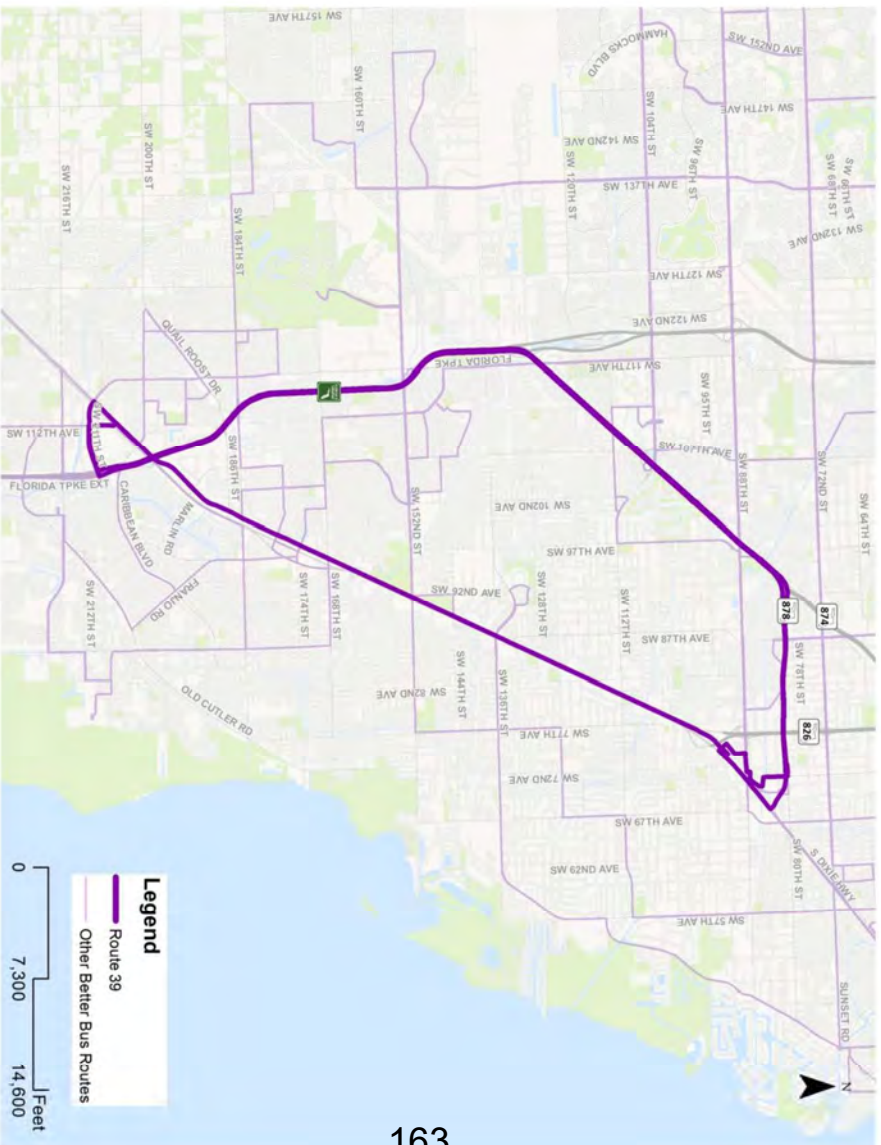 SW 157TH AVE
HAMMOCKS BLVD
SW 152ND AVE
SW 147TH AVE
SW 200TH ST
SW 160TH ST
SW 104TH ST
SW 142ND AVE
SW 96TH ST
SW 66TH ST
SW 68TH ST
SW 216TH ST
SW 120TH ST
SW 137TH AVE
SW 132ND AVE
SW 184TH ST
SW 127TH AVE
SW 122ND AVE
QUAIL ROOST DR
FLORIDA TPKE
SW 117TH AVE
SW 95TH ST
SW 112TH AVE
SW 211TH ST
SW 186TH ST
SW 107TH AVE
SW 88TH ST
SW 72ND ST
SW 64TH ST
FLORIDA TPKE EXT
CARIBBEAN BLVD
MARLIN RD
SW 152ND ST
SW 102ND AVE
SW 97TH AVE
FRANJO RD
SW 212TH ST
SW 174TH ST
SW 168TH ST
SW 92ND AVE
SW 128TH ST
SW 112TH ST
SW 87TH AVE
878
874
SW 78TH ST
826
OLD CUTLER RD
SW 82ND AVE
SW 144TH ST
SW 136TH ST
SW 77TH AVE
SW 72ND AVE
SW 67TH AVE
SW 62ND AVE
SW 80TH ST
S DIXIE HWY
SW 57TH AVE
SUNSET RD
N
Legend
Route 39
Other Better Bus Routes
0 7,300 14,600
Feet
163